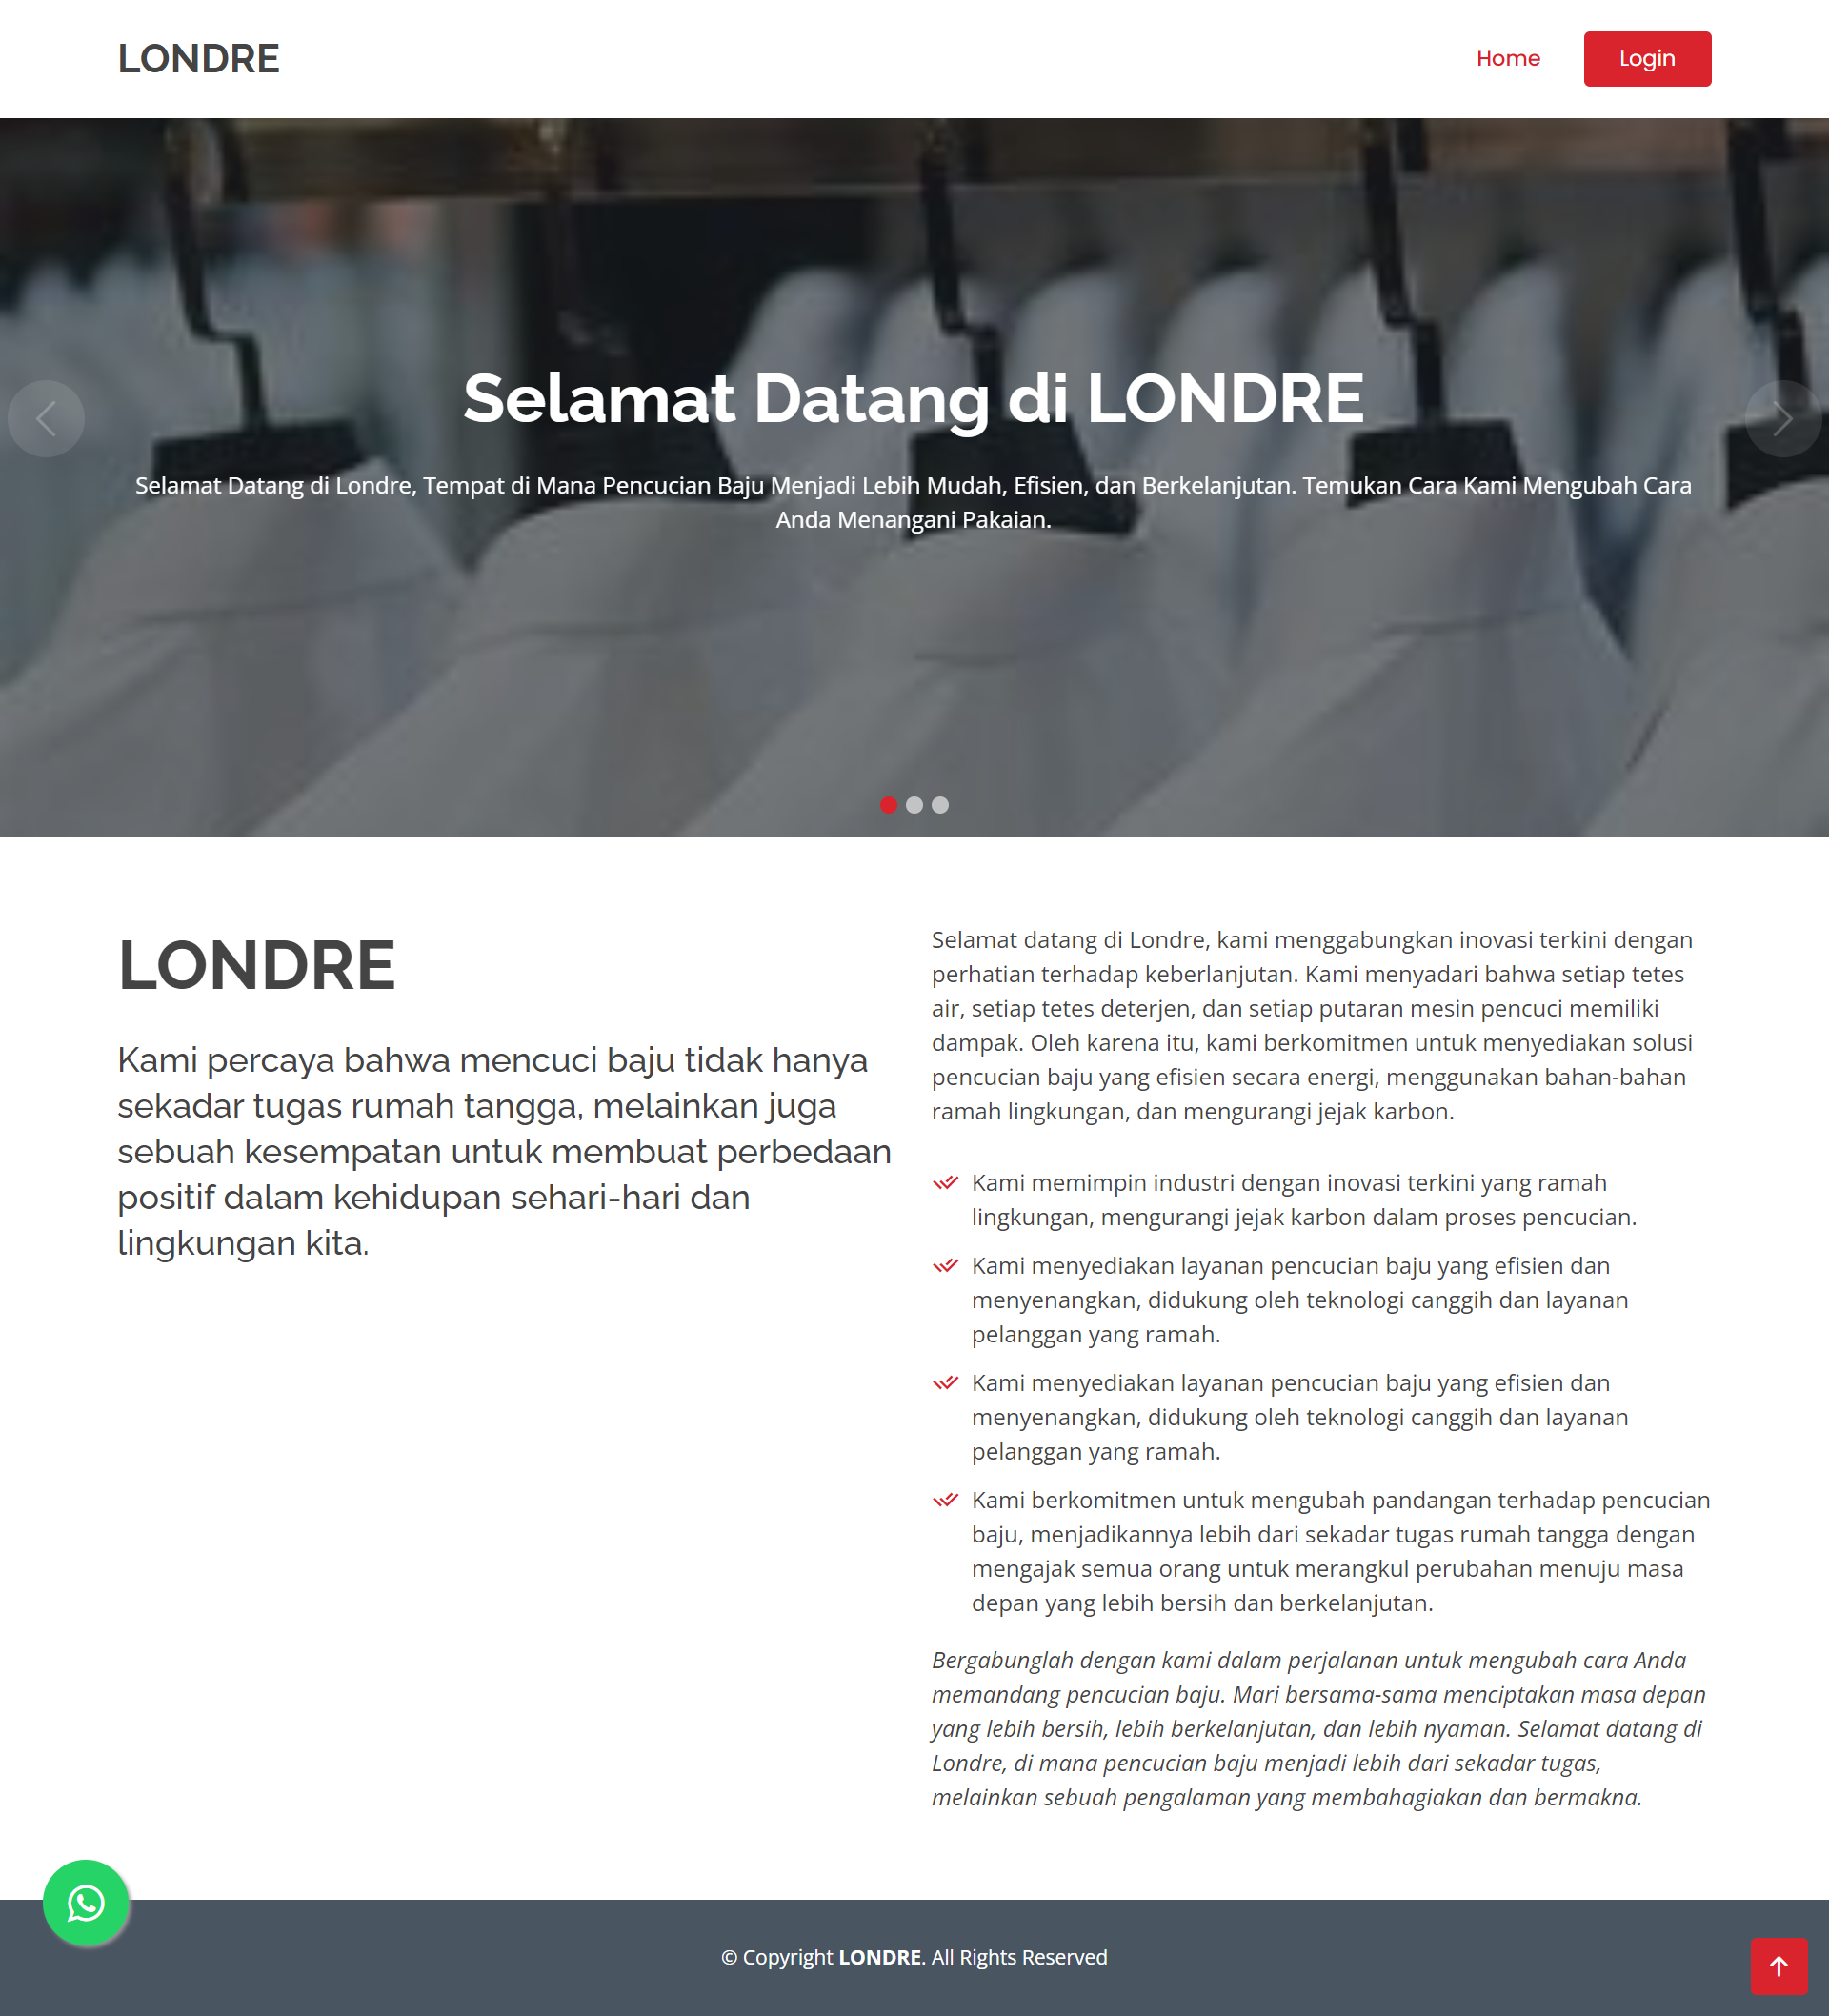 LONDRE
Home
Login
Selamat Datang di LONDRE
Selamat Datang di Londre, Tempat di Mana Pencucian Baju Menjadi Lebih Mudah, Efisien, dan Berkelanjutan. Temukan Cara Kami Mengubah Cara
Anda Menangani Pakaian.
LONDRE
Kami percaya bahwa mencuci baju tidak hanya
sekadar tugas rumah tangga, melainkan juga
sebuah kesempatan untuk membuat perbedaan
positif dalam kehidupan sehari-hari dan
lingkungan kita.
Selamat datang di Londre, kami menggabungkan inovasi terkini dengan
perhatian terhadap keberlanjutan. Kami menyadari bahwa setiap tetes
air, setiap tetes deterjen, dan setiap putaran mesin pencuci memiliki
dampak. Oleh karena itu, kami berkomitmen untuk menyediakan solusi
pencucian baju yang efisien secara energi, menggunakan bahan-bahan
ramah lingkungan, dan mengurangi jejak karbon.
Kami memimpin industri dengan inovasi terkini yang ramah
lingkungan, mengurangi jejak karbon dalam proses pencucian.
Kami menyediakan layanan pencucian baju yang efisien dan
menyenangkan, didukung oleh teknologi canggih dan layanan
pelanggan yang ramah.
Kami menyediakan layanan pencucian baju yang efisien dan
menyenangkan, didukung oleh teknologi canggih dan layanan
pelanggan yang ramah.
Kami berkomitmen untuk mengubah pandangan terhadap pencucian
baju, menjadikannya lebih dari sekadar tugas rumah tangga dengan
mengajak semua orang untuk merangkul perubahan menuju masa
depan yang lebih bersih dan berkelanjutan.
Bergabunglah dengan kami dalam perjalanan untuk mengubah cara Anda
memandang pencucian baju. Mari bersama-sama menciptakan masa depan
yang lebih bersih, lebih berkelanjutan, dan lebih nyaman. Selamat datang di
Londre, di mana pencucian baju menjadi lebih dari sekadar tugas,
melainkan sebuah pengalaman yang membahagiakan dan bermakna.
© Copyright LONDRE. All Rights Reserved